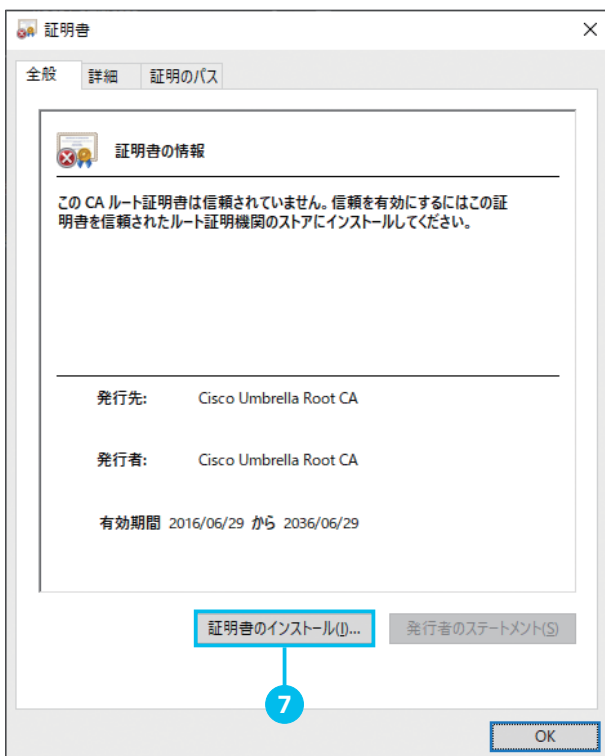 証明書
全般 詳細 証明のパス
証明書の情報
この CA ルート証明書は信頼されていません。信頼を有効にするにはこの証
明書を信頼されたルート証明機関のストアにインストールしてください。
発行先: Cisco Umbrella Root CA
発行者: Cisco Umbrella Root CA
有効期間 2016/06/29 から 2036/06/29
証明書のインストール(I)... 発行者のステートメント(S)
7
OK